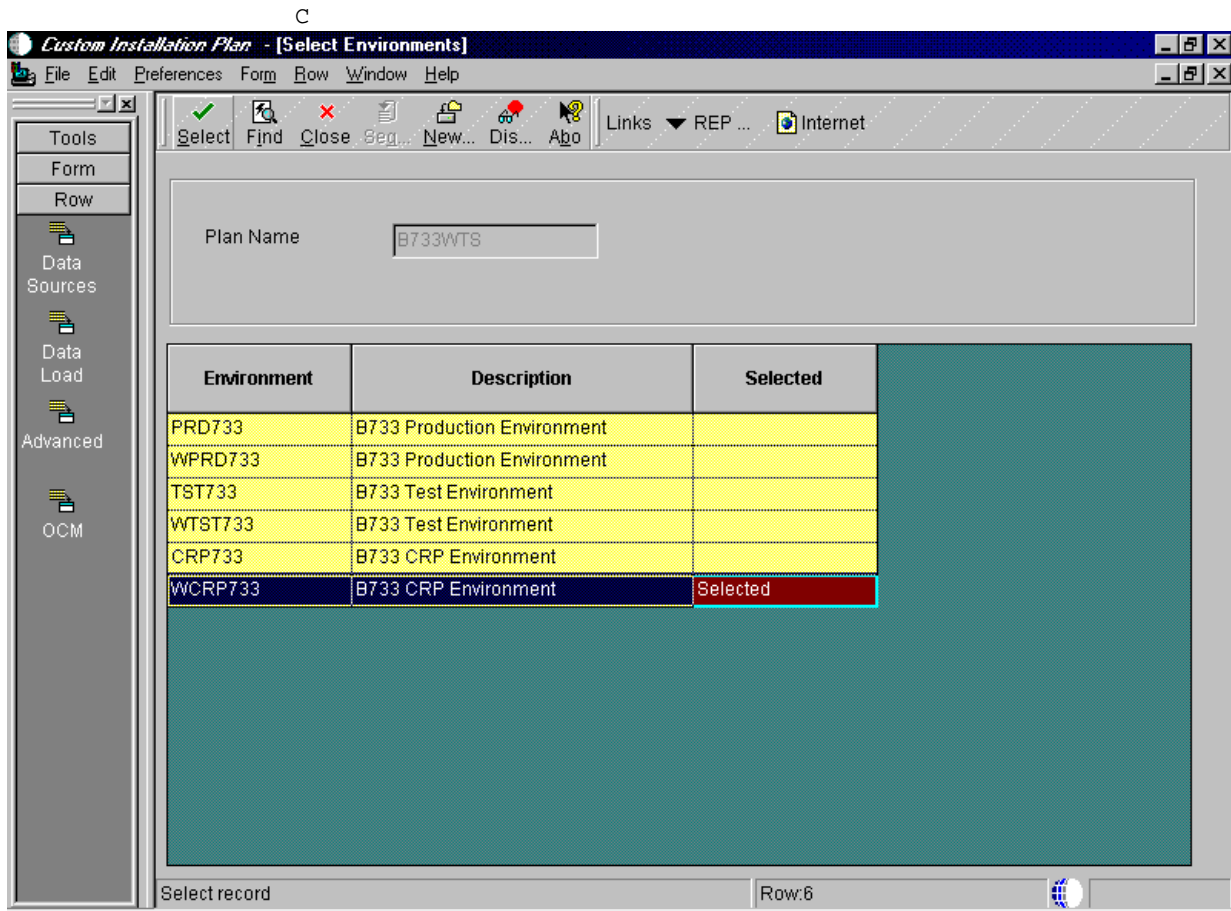 C
Custom Installation Plan - [Select Environments]
File Edit Preferences Form Row Window Help
Select Find Close Seq... New... Dis... Abo Links REP ... Internet
Tools
Form
Row
Data Sources
Data Load
Advanced
OCM
Plan Name B733WTS
Environment Description Selected
PRD733 B733 Production Environment
WPRD733 B733 Production Environment
TST733 B733 Test Environment
WTST733 B733 Test Environment
CRP733 B733 CRP Environment
WCRP733 B733 CRP Environment Selected
Select record Row:6